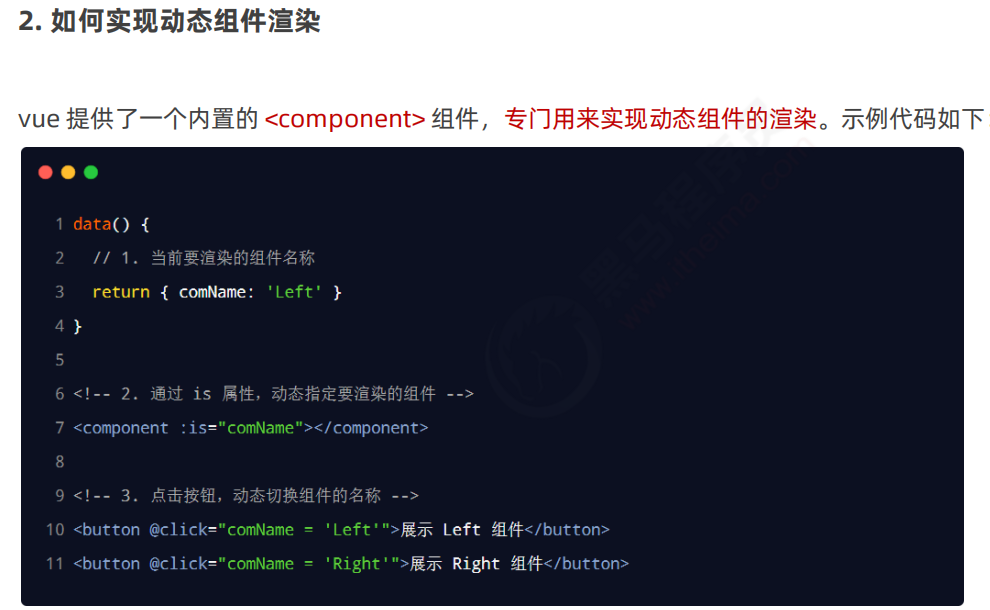 2. 如何实现动态组件渲染
vue 提供了一个内置的 <component> 组件，专门用来实现动态组件的渲染。示例代码如下
1 data() {
2 // 1. 当前要渲染的组件名称
3 return { comName: 'Left' }
4 }
5
6 <!-- 2. 通过 is 属性，动态指定要渲染的组件 -->
7 <component :is="comName"></component>
8
9 <!-- 3. 点击按钮，动态切换组件的名称 -->
10 <button @click="comName = 'Left'">展示 Left 组件</button>
11 <button @click="comName = 'Right'">展示 Right 组件</button>